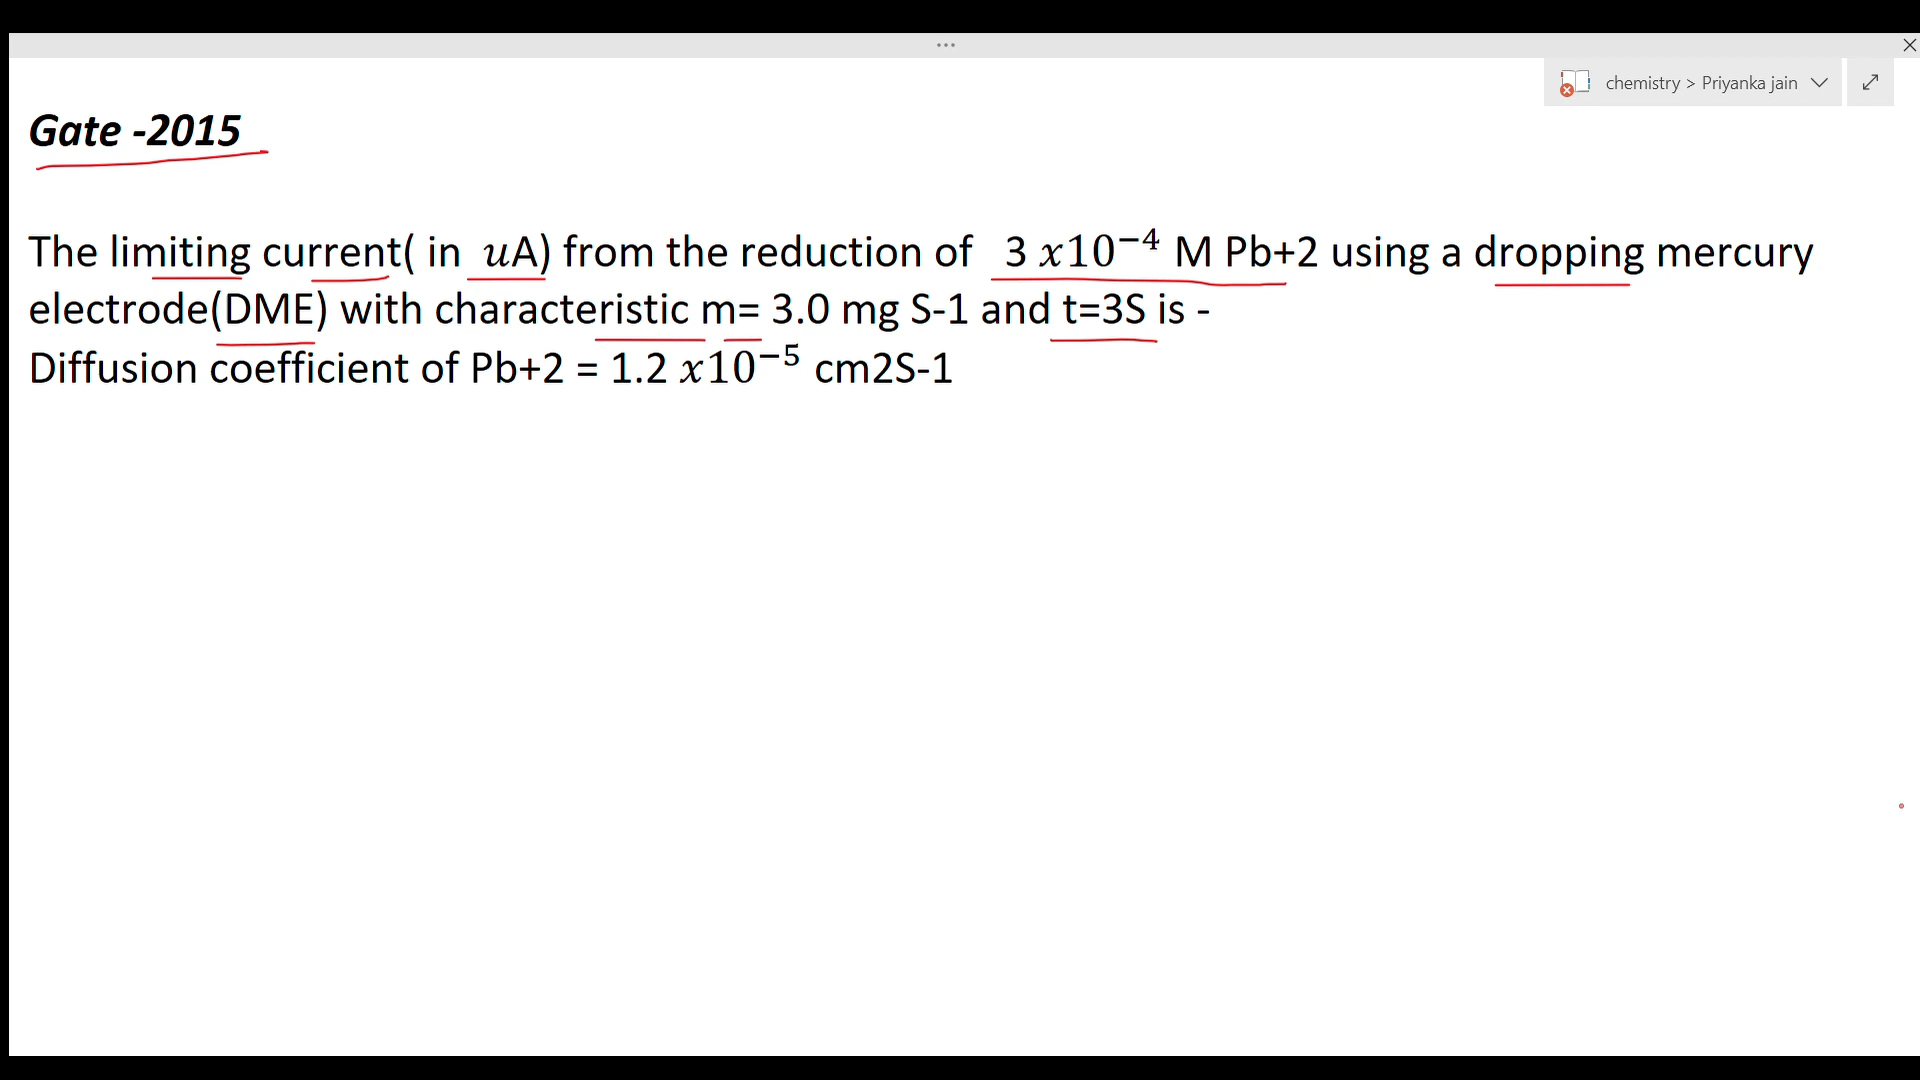 chemistry > Priyanka jain
Gate -2015
The limiting current( in 𝑢A) from the reduction of 3 𝑥10⁻⁴ M Pb+2 using a dropping mercury
electrode(DME) with characteristic m= 3.0 mg S-1 and t=3S is -
Diffusion coefficient of Pb+2 = 1.2 𝑥10⁻⁵ cm2S-1